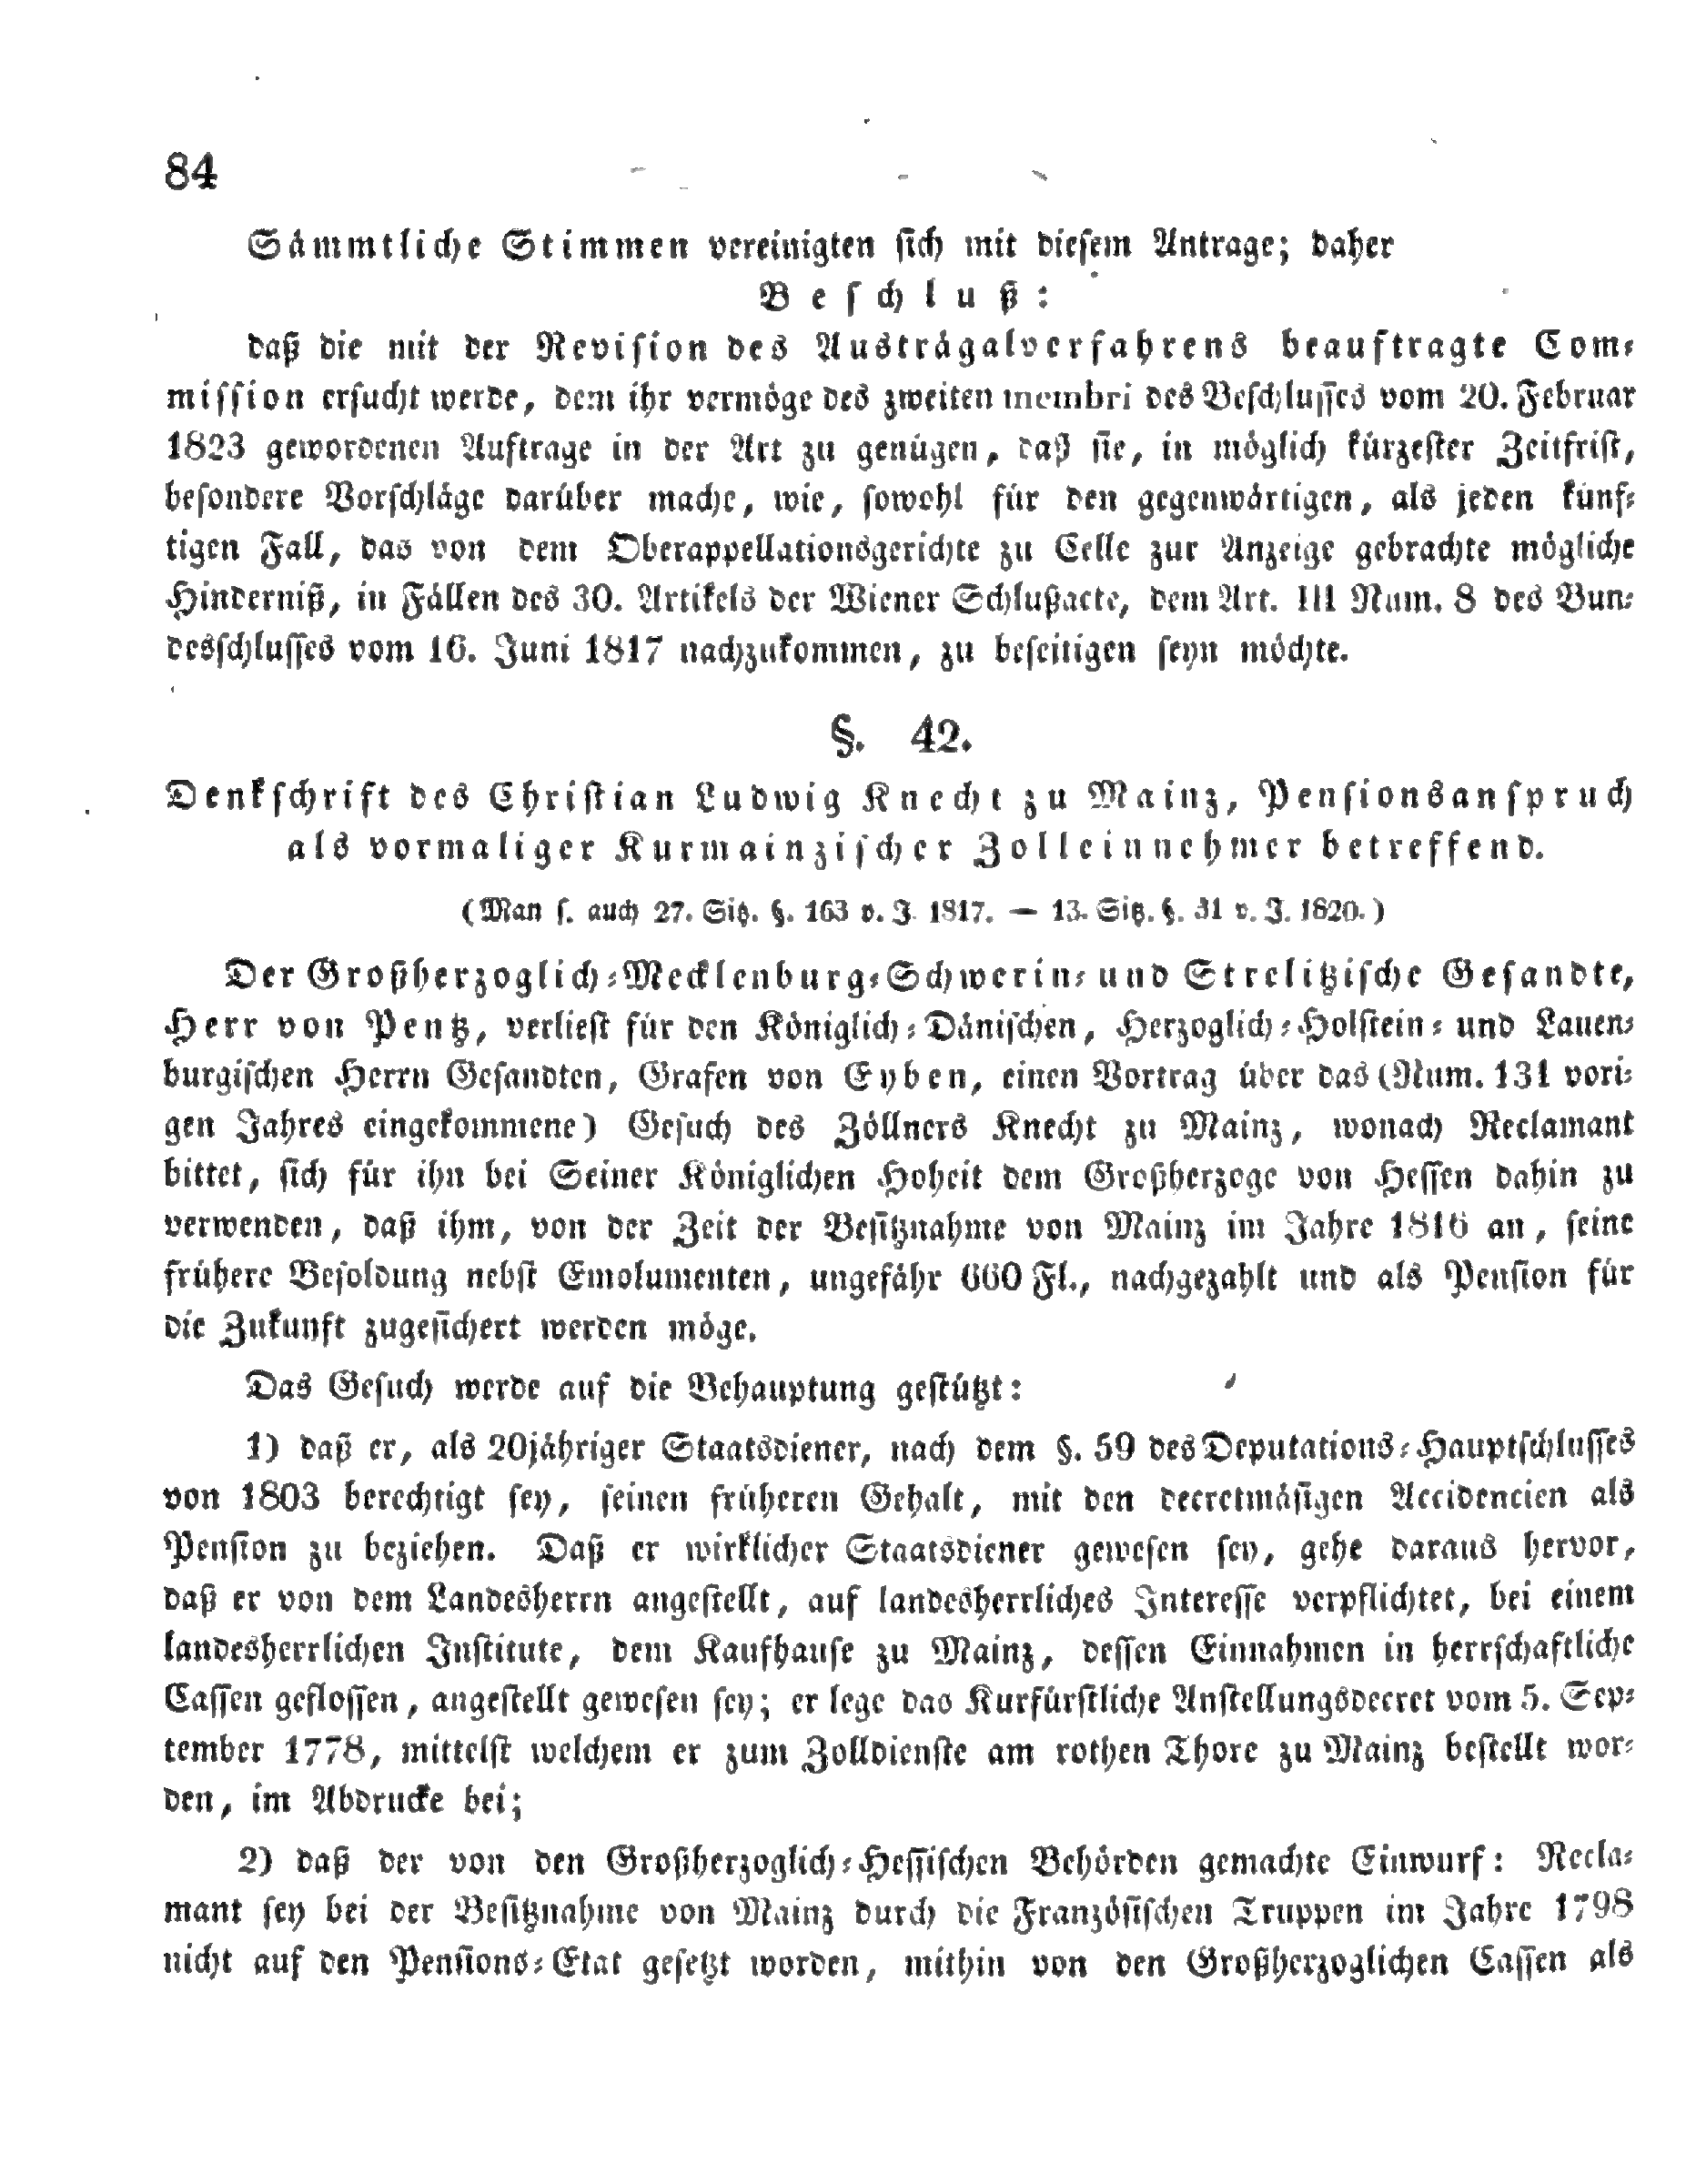 84
Sämmtliche Stimmen vereinigten sich mit diesem Antrage; daher
Beschluß:
daß die mit der Revision des Austrägalverfahrens beauftragte Com-
mission ersucht werde, dem ihr vermöge des zweiten membri des Beschlusses vom 20. Februar
1823 gewordenen Auftrage in der Art zu genügen, daß sie, in möglich kürzester Zeitfrist,
besondere Vorschläge darüber mache, wie, sowohl für den gegenwärtigen, als jeden künf-
tigen Fall, das von dem Oberappellationsgerichte zu Celle zur Anzeige gebrachte mögliche
Hinderniß, in Fällen des 30. Artikels der Wiener Schlußacte, dem Art. III Num. 8 des Bun-
desschlusses vom 16. Juni 1817 nachzukommen, zu beseitigen seyn möchte.
§. 42.
Denkschrift des Christian Ludwig Knecht zu Mainz, Pensionsanspruch
als vormaliger Kurmainzischer Zolleinnehmer betreffend.
(Man s. auch 27. Sitz. §. 163 v. J. 1817. — 13. Sitz. §. 31 v. J. 1820.)
Der Großherzoglich-Mecklenburg-Schwerin- und Strelitzische Gesandte,
Herr von Pentz, verliest für den Königlich-Dänischen, Herzoglich-Holstein- und Lauen-
burgischen Herrn Gesandten, Grafen von Eyben, einen Vortrag über das (Num. 131 vori-
gen Jahres eingekommene) Gesuch des Zöllners Knecht zu Mainz, wonach Reclamant
bittet, sich für ihn bei Seiner Königlichen Hoheit dem Großherzoge von Hessen dahin zu
verwenden, daß ihm, von der Zeit der Besitznahme von Mainz im Jahre 1816 an, seine
frühere Besoldung nebst Emolumenten, ungefähr 660 Fl., nachgezahlt und als Pension für
die Zukunft zugesichert werden möge.
Das Gesuch werde auf die Behauptung gestützt:
1) daß er, als 20jähriger Staatsdiener, nach dem §. 59 des Deputations-Hauptschlusses
von 1803 berechtigt sey, seinen früheren Gehalt, mit den decretmäsigen Accidencien als
Pension zu beziehen. Daß er wirklicher Staatsdiener gewesen sey, gehe daraus hervor,
daß er von dem Landesherrn angestellt, auf landesherrliches Interesse verpflichtet, bei einem
landesherrlichen Institute, dem Kaufhause zu Mainz, dessen Einnahmen in herrschaftliche
Cassen geflossen, angestellt gewesen sey; er lege das Kurfürstliche Anstellungsdecret vom 5. Sep-
tember 1778, mittelst welchem er zum Zolldienste am rothen Thore zu Mainz bestellt wor-
den, im Abdrucke bei;
2) daß der von den Großherzoglich-Hessischen Behörden gemachte Einwurf: Recla-
mant sey bei der Besitznahme von Mainz durch die Französischen Truppen im Jahre 1798
nicht auf den Pensions-Etat gesetzt worden, mithin von den Großherzoglichen Cassen als